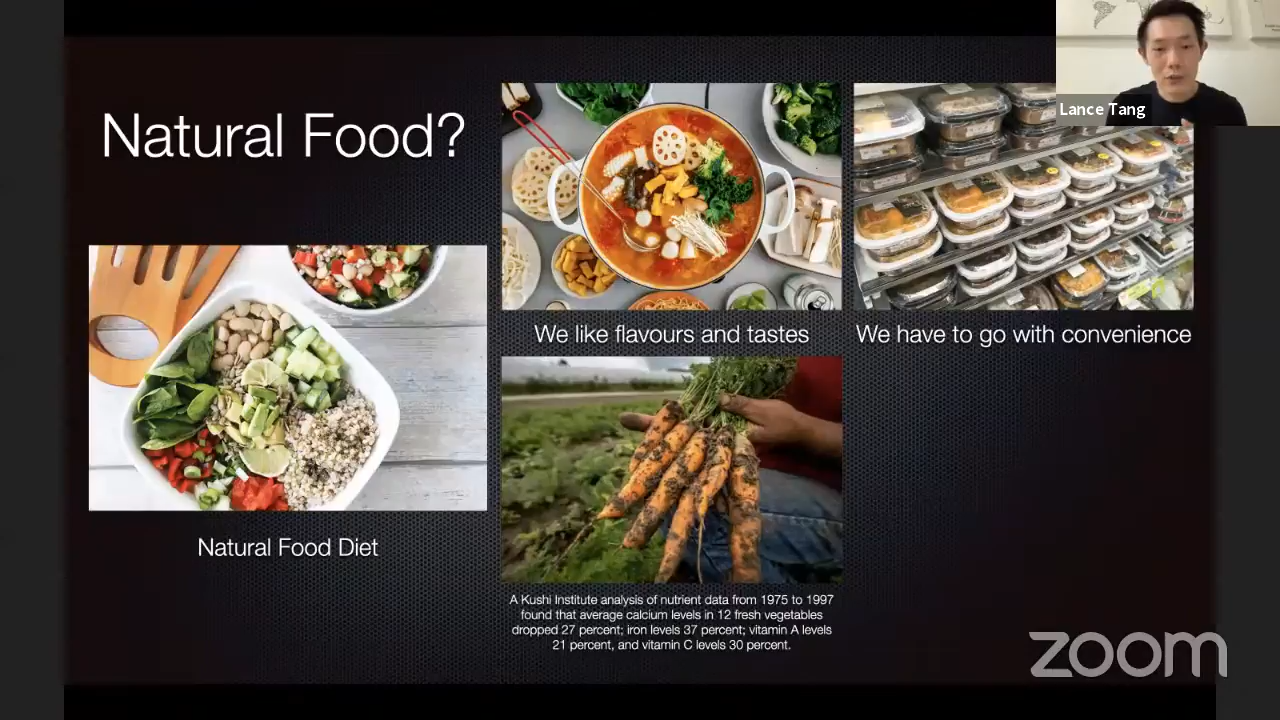 Natural Food?
Lance Tang
We like flavours and tastes
We have to go with convenience
Natural Food Diet
A Kushi Institute analysis of nutrient data from 1975 to 1997
found that average calcium levels in 12 fresh vegetables
dropped 27 percent; iron levels 37 percent; vitamin A levels
21 percent, and vitamin C levels 30 percent.
zoom